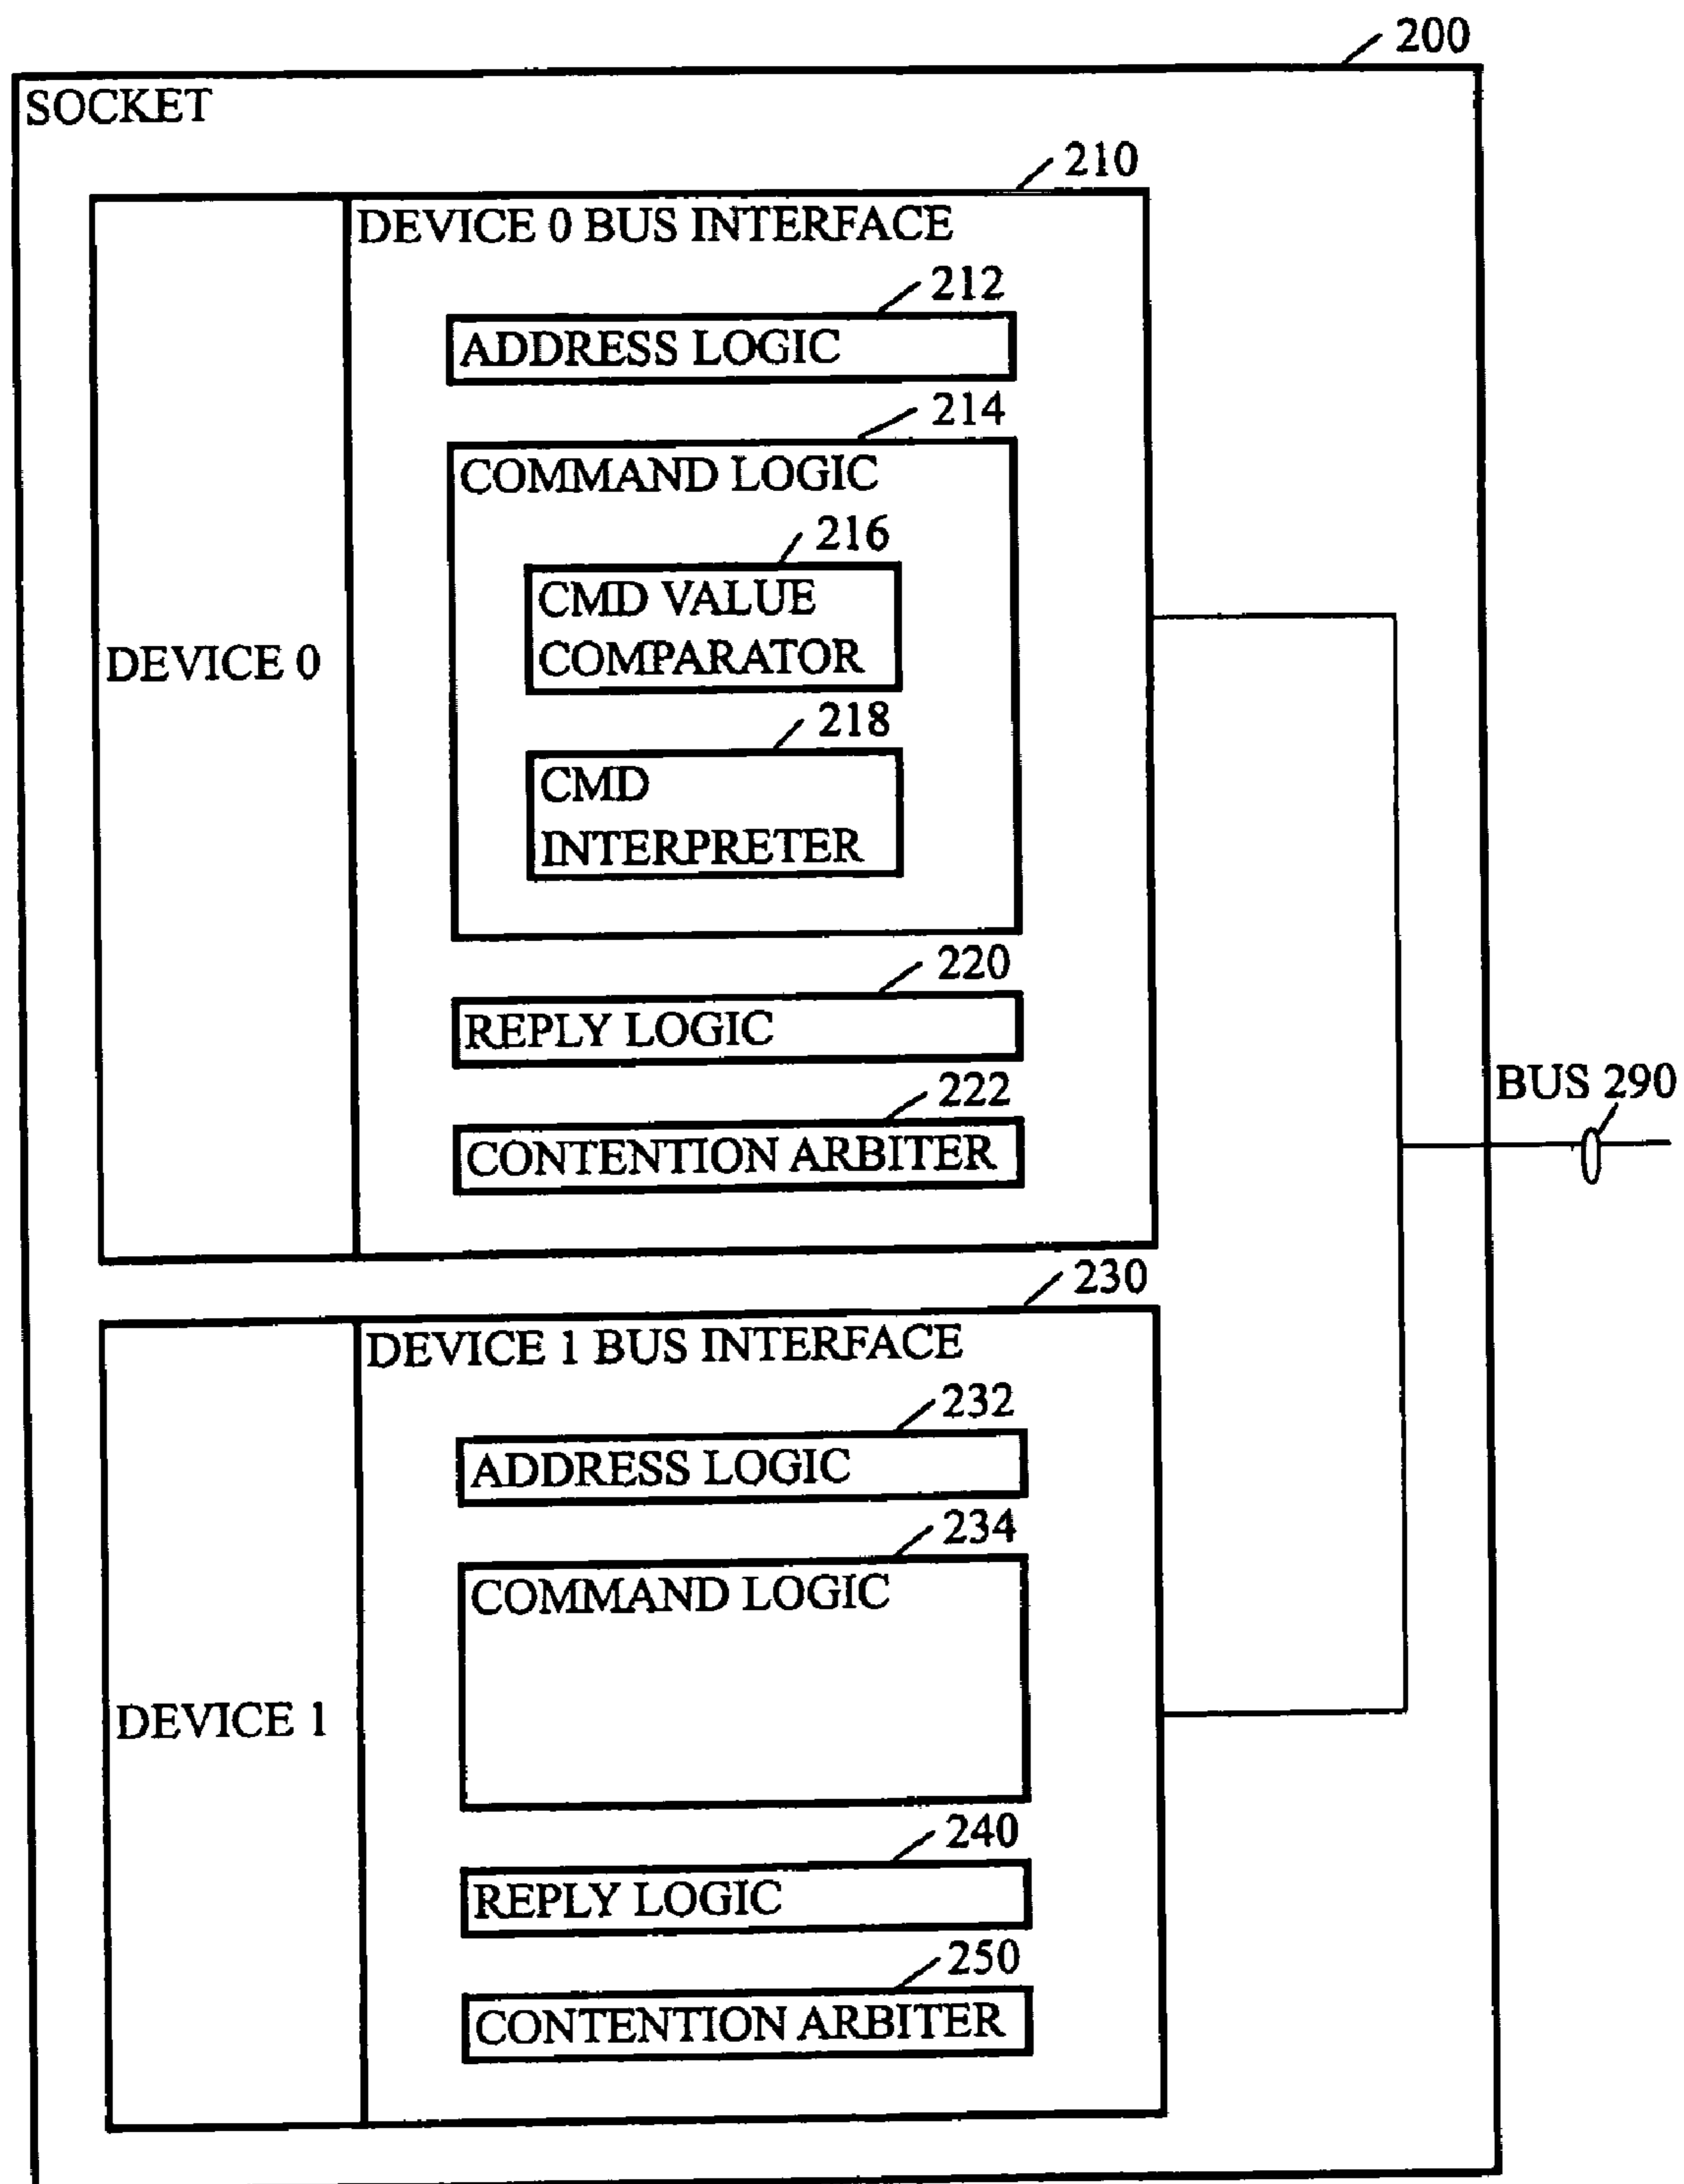 200
SOCKET
210
DEVICE 0 BUS INTERFACE
212
ADDRESS LOGIC
214
COMMAND LOGIC
216
CMD VALUE
COMPARATOR
DEVICE 0
218
CMD
INTERPRETER
220
REPLY LOGIC
222
CONTENTION ARBITER
BUS 290
230
DEVICE 1 BUS INTERFACE
232
ADDRESS LOGIC
234
COMMAND LOGIC
DEVICE 1
240
REPLY LOGIC
250
CONTENTION ARBITER